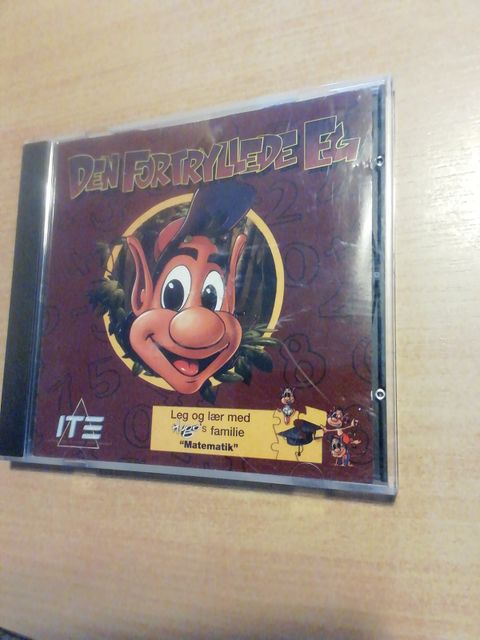 DEN FORTRYLLEDE EG
Leg og lær med
Hugo's familie
"Matematik"
ITE